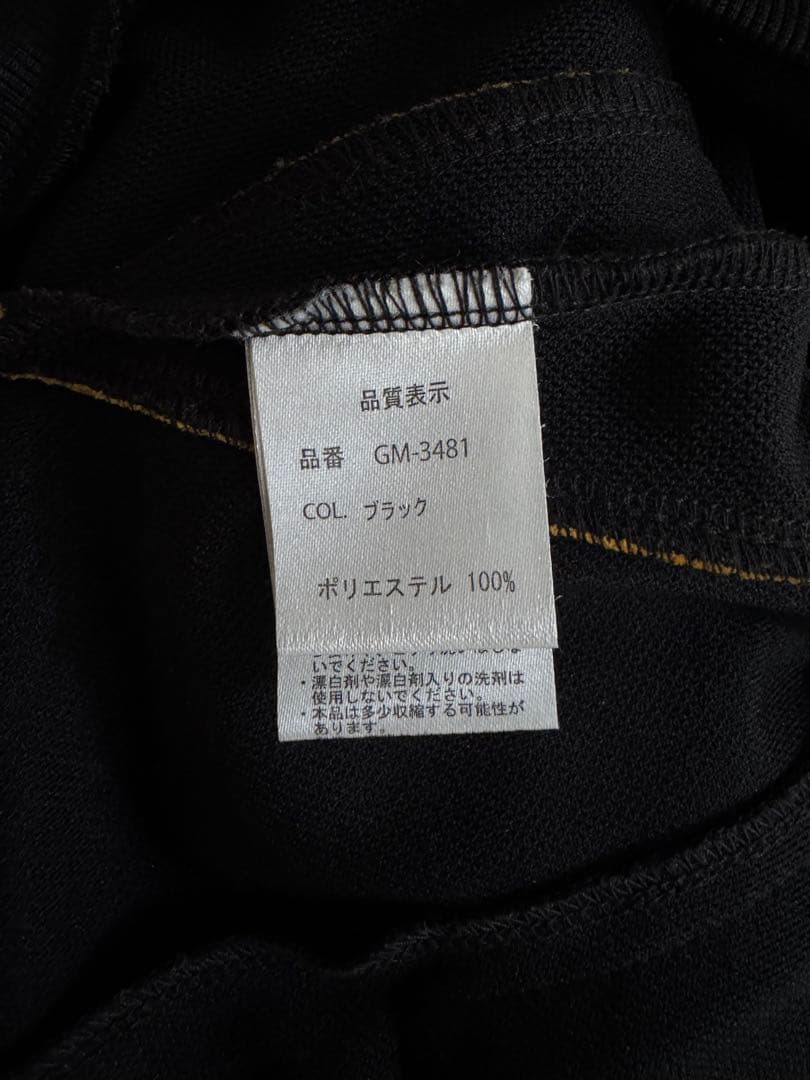 品質表示
品番 GM-3481
COL. ブラック
ポリエステル 100%
いでください。
・漂白剤や漂白剤入りの洗剤は
使用しないでください。
・本品は多少収縮する可能性が
あります。